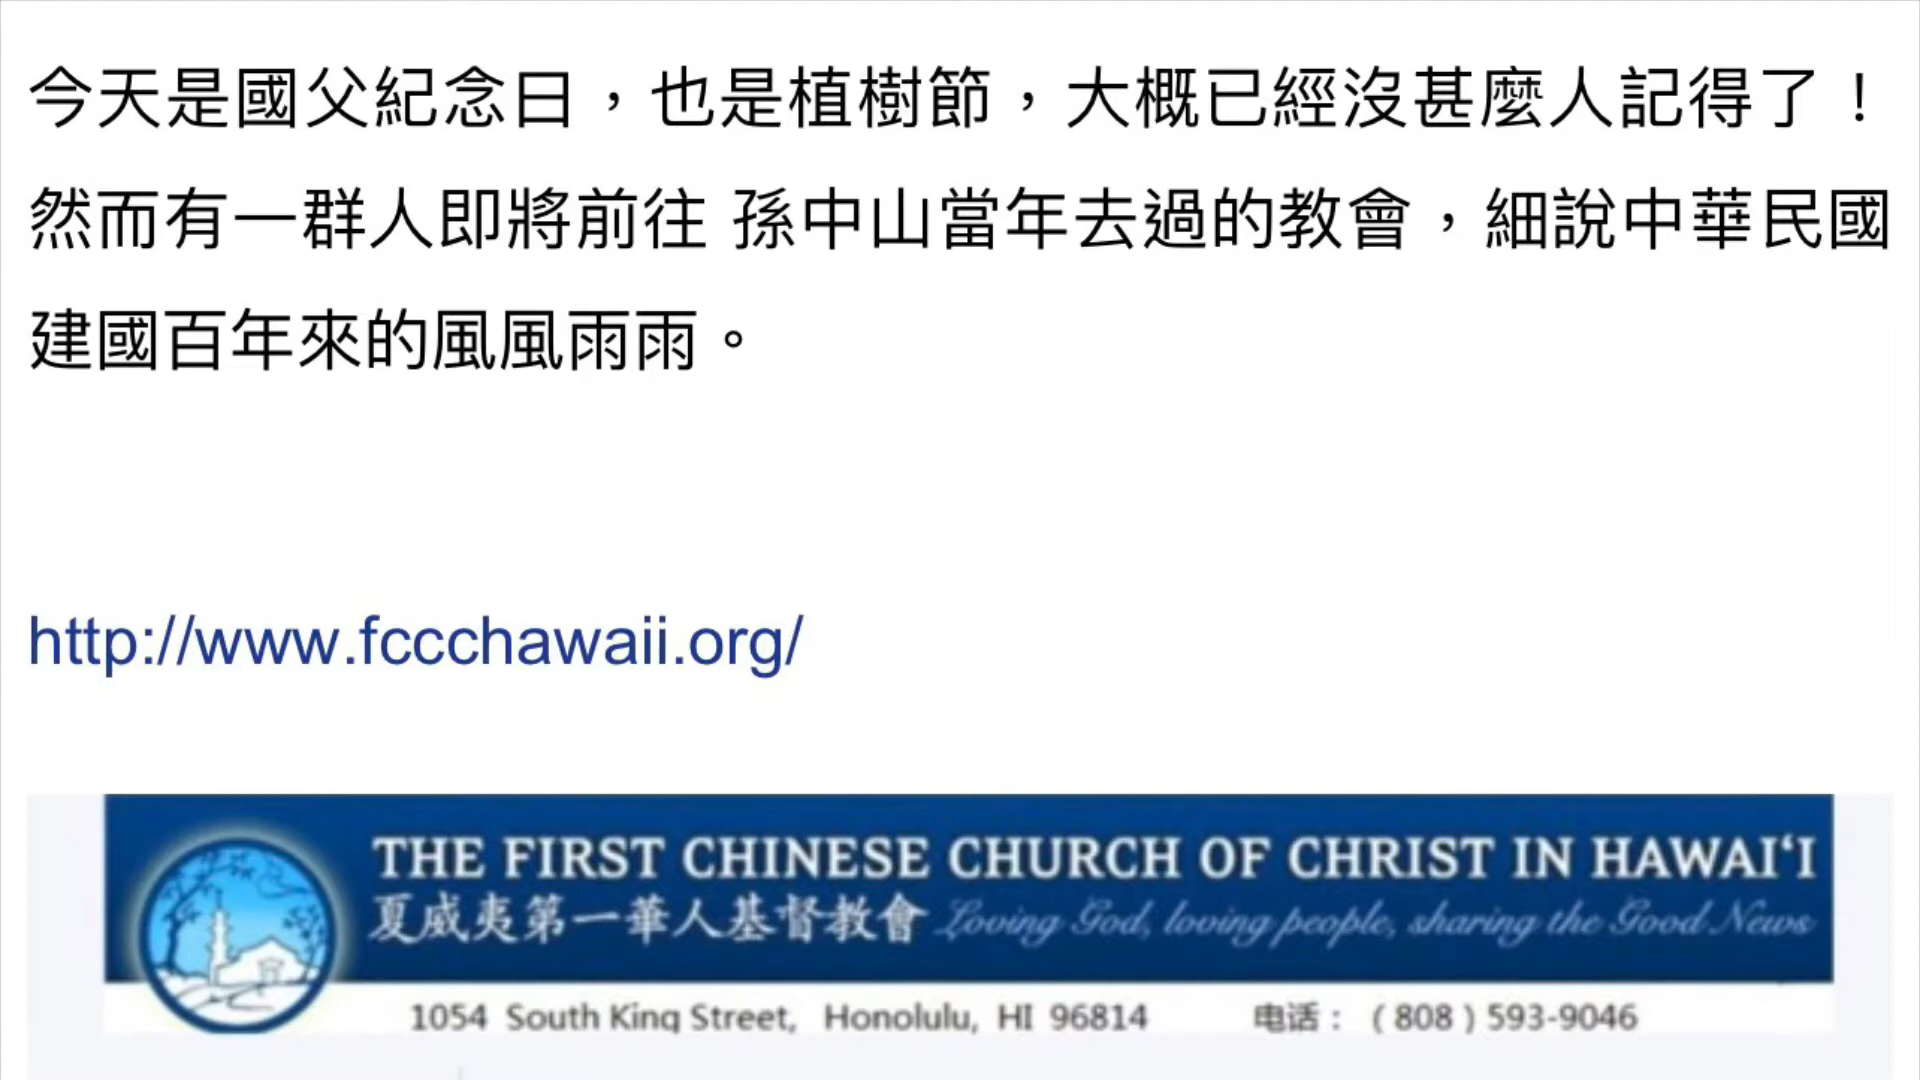 今天是國父紀念日，也是植樹節，大概已經沒甚麼人記得了！
然而有一群人即將前往 孫中山當年去過的教會，細說中華民國
建國百年來的風風雨雨。
http://www.fccchawaii.org/
THE FIRST CHINESE CHURCH OF CHRIST IN HAWAI‘I
夏威夷第一華人基督教會 Loving God, loving people, sharing the Good News
1054 South King Street, Honolulu, HI 96814 电话：（808）593-9046